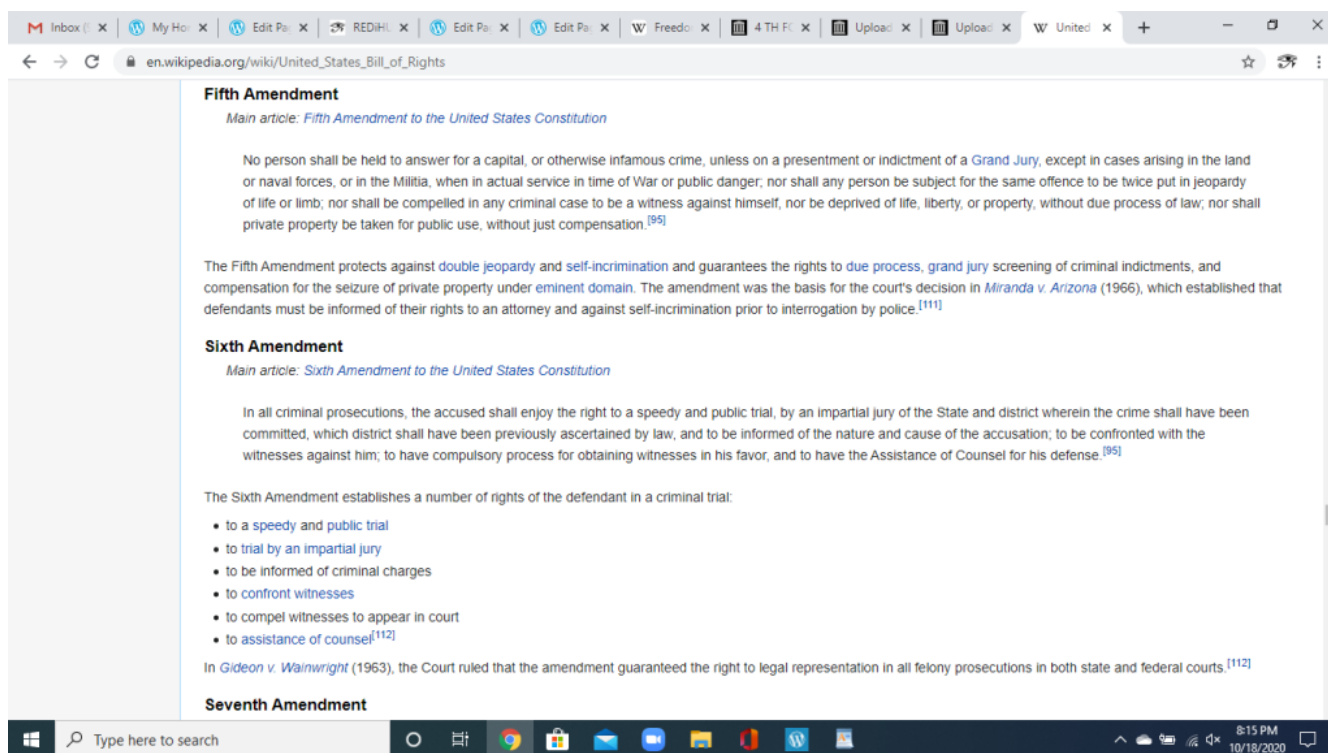 Inbox (
My Ho
Edit Pa
REDiHU
Edit Pa
Edit Pa
Freedo
4 TH FO
Upload
Upload
United
en.wikipedia.org/wiki/United_States_Bill_of_Rights
Fifth Amendment
Main article: Fifth Amendment to the United States Constitution
No person shall be held to answer for a capital, or otherwise infamous crime, unless on a presentment or indictment of a Grand Jury, except in cases arising in the land
or naval forces, or in the Militia, when in actual service in time of War or public danger; nor shall any person be subject for the same offence to be twice put in jeopardy
of life or limb; nor shall be compelled in any criminal case to be a witness against himself, nor be deprived of life, liberty, or property, without due process of law; nor shall
private property be taken for public use, without just compensation.[95]
The Fifth Amendment protects against double jeopardy and self-incrimination and guarantees the rights to due process, grand jury screening of criminal indictments, and
compensation for the seizure of private property under eminent domain. The amendment was the basis for the court's decision in Miranda v. Arizona (1966), which established that
defendants must be informed of their rights to an attorney and against self-incrimination prior to interrogation by police.[111]
Sixth Amendment
Main article: Sixth Amendment to the United States Constitution
In all criminal prosecutions, the accused shall enjoy the right to a speedy and public trial, by an impartial jury of the State and district wherein the crime shall have been
committed, which district shall have been previously ascertained by law, and to be informed of the nature and cause of the accusation; to be confronted with the
witnesses against him; to have compulsory process for obtaining witnesses in his favor, and to have the Assistance of Counsel for his defense.[95]
The Sixth Amendment establishes a number of rights of the defendant in a criminal trial:
• to a speedy and public trial
• to trial by an impartial jury
• to be informed of criminal charges
• to confront witnesses
• to compel witnesses to appear in court
• to assistance of counsel[112]
In Gideon v. Wainwright (1963), the Court ruled that the amendment guaranteed the right to legal representation in all felony prosecutions in both state and federal courts.[112]
Seventh Amendment
Type here to search
8:15 PM
10/18/2020